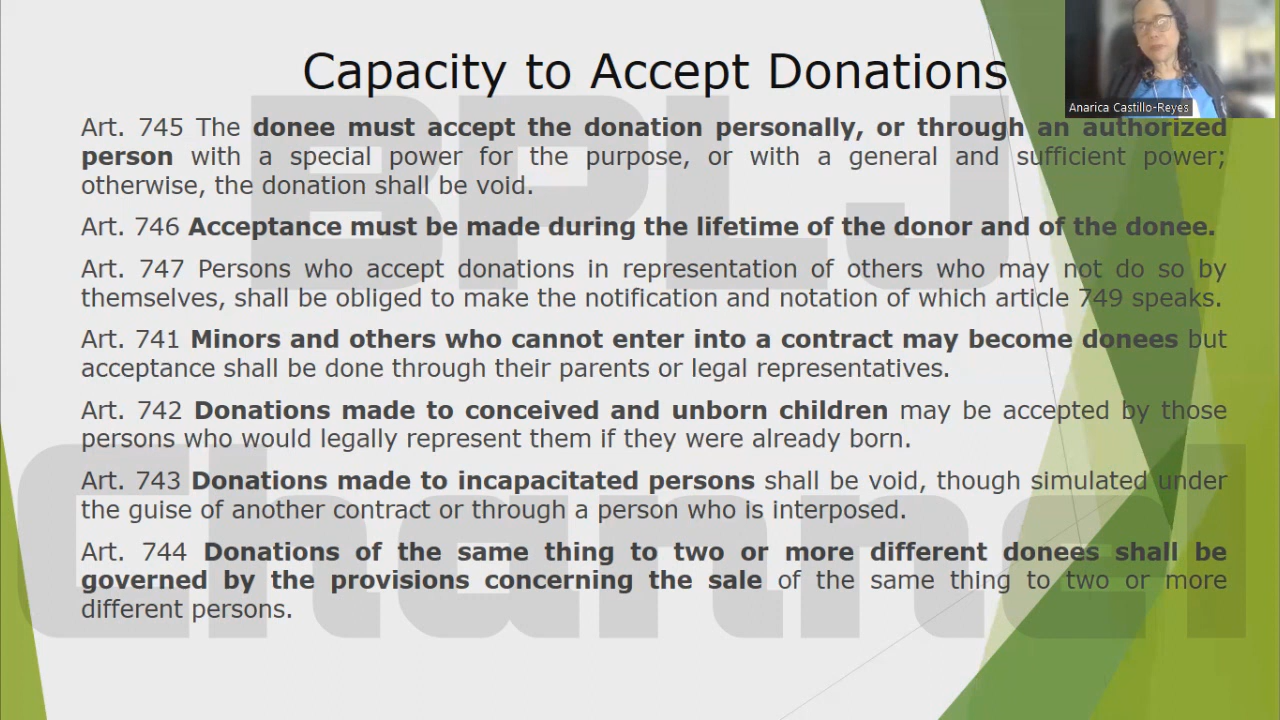 Capacity to Accept Donations
Anarica Castillo-Reyes
Art. 745 The donee must accept the donation personally, or through an authorized
person with a special power for the purpose, or with a general and sufficient power;
otherwise, the donation shall be void.
Art. 746 Acceptance must be made during the lifetime of the donor and of the donee.
Art. 747 Persons who accept donations in representation of others who may not do so by
themselves, shall be obliged to make the notification and notation of which article 749 speaks.
Art. 741 Minors and others who cannot enter into a contract may become donees but
acceptance shall be done through their parents or legal representatives.
Art. 742 Donations made to conceived and unborn children may be accepted by those
persons who would legally represent them if they were already born.
Art. 743 Donations made to incapacitated persons shall be void, though simulated under
the guise of another contract or through a person who is interposed.
Art. 744 Donations of the same thing to two or more different donees shall be
governed by the provisions concerning the sale of the same thing to two or more
different persons.
BPLJ
Channel